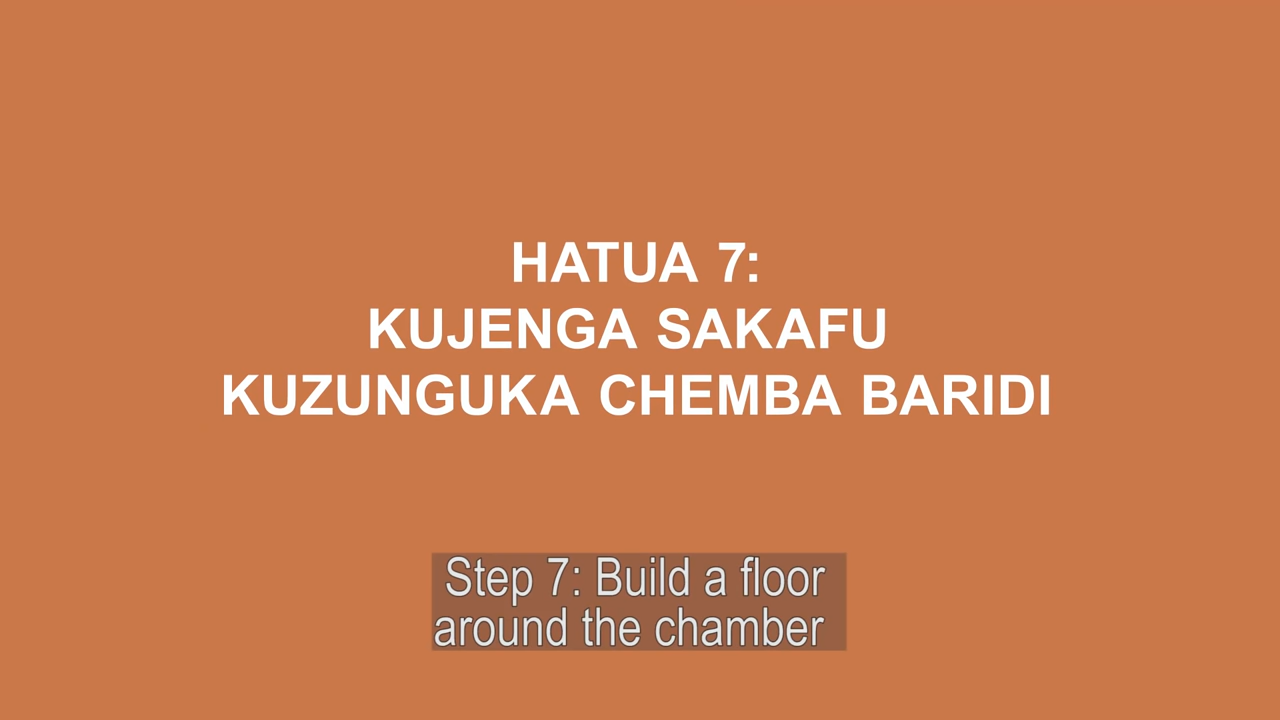 HATUA 7:
KUJENGA SAKAFU
KUZUNGUKA CHEMBA BARIDI
Step 7: Build a floor
around the chamber